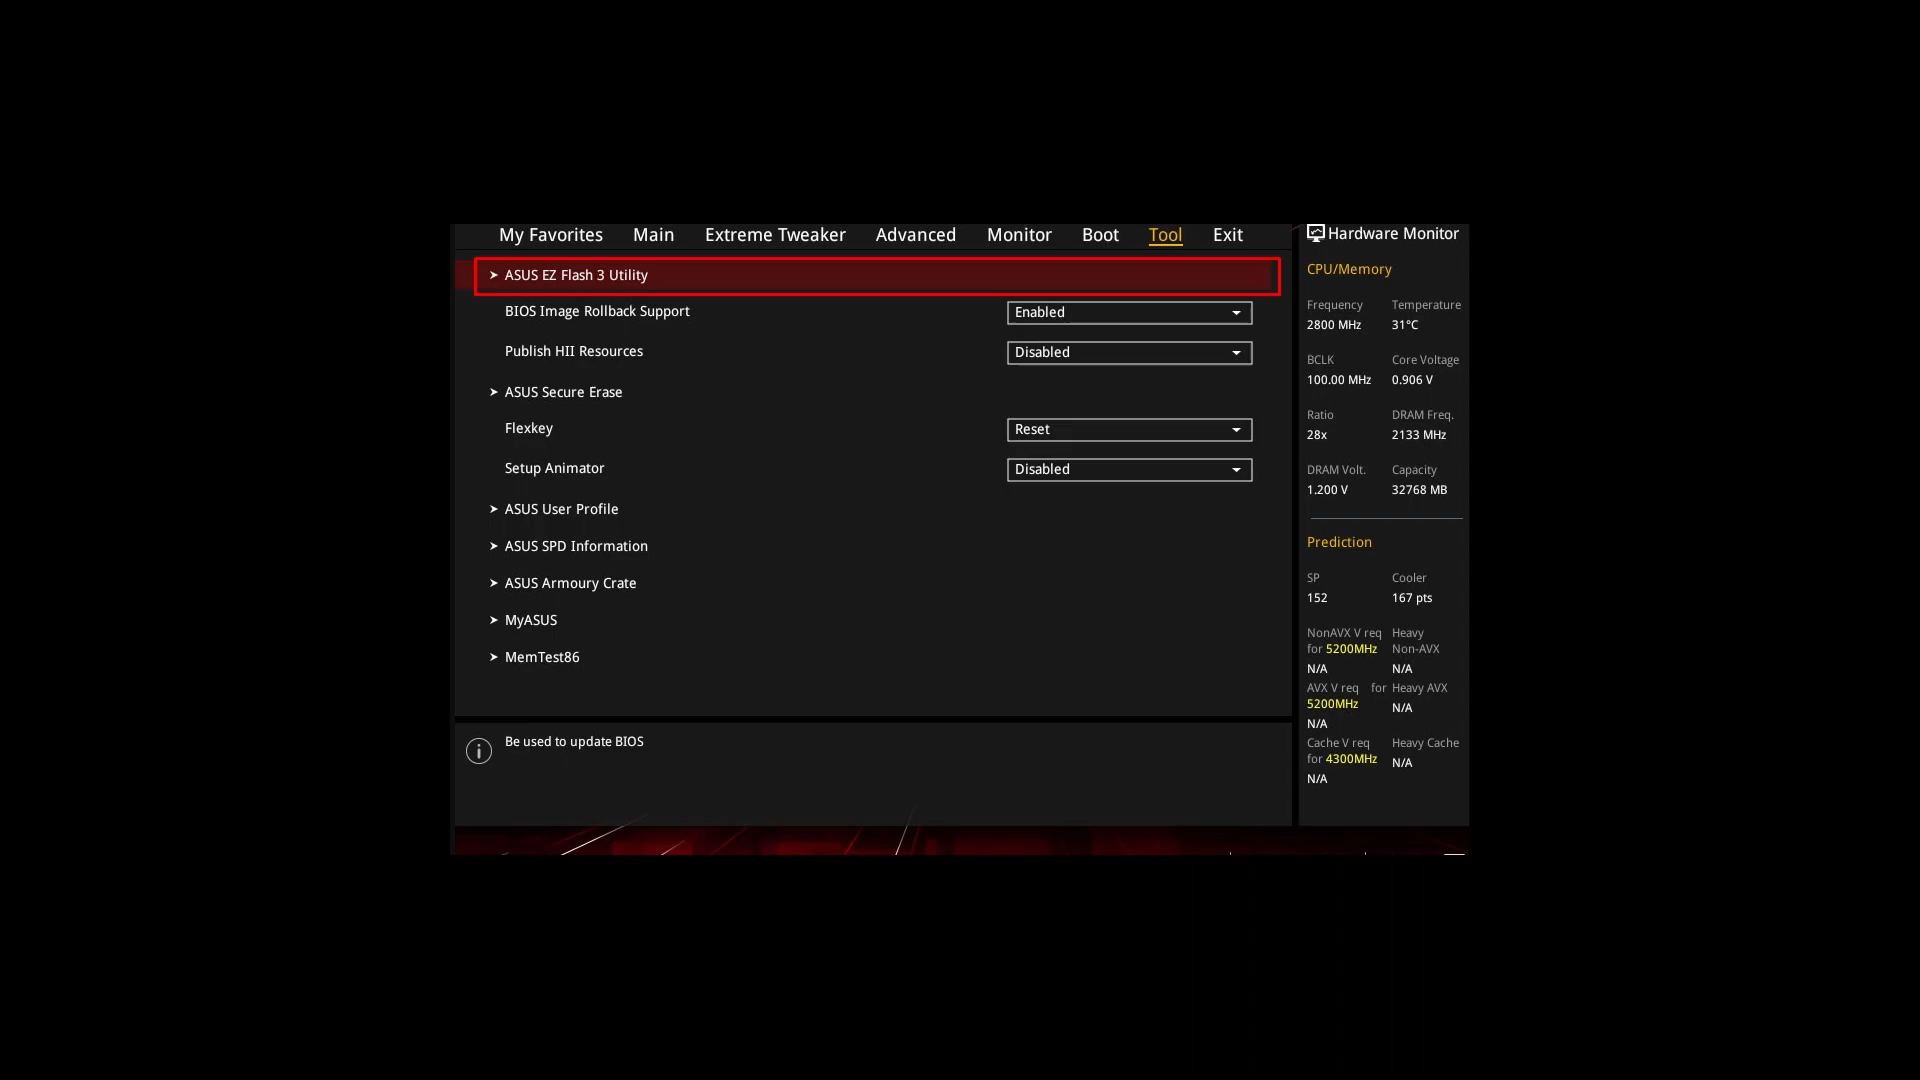 My Favorites Main Extreme Tweaker Advanced Monitor Boot Tool Exit
ASUS EZ Flash 3 Utility
BIOS Image Rollback Support Enabled
Publish HII Resources Disabled
ASUS Secure Erase
Flexkey Reset
Setup Animator Disabled
ASUS User Profile
ASUS SPD Information
ASUS Armoury Crate
MyASUS
MemTest86
Be used to update BIOS
Hardware Monitor
CPU/Memory
Frequency Temperature
2800 MHz 31°C
BCLK Core Voltage
100.00 MHz 0.906 V
Ratio DRAM Freq.
28x 2133 MHz
DRAM Volt. Capacity
1.200 V 32768 MB
Prediction
SP Cooler
152 167 pts
NonAVX V req Heavy
for 5200MHz Non-AVX
N/A N/A
AVX V req for Heavy AVX
5200MHz N/A
N/A
Cache V req Heavy Cache
for 4300MHz N/A
N/A